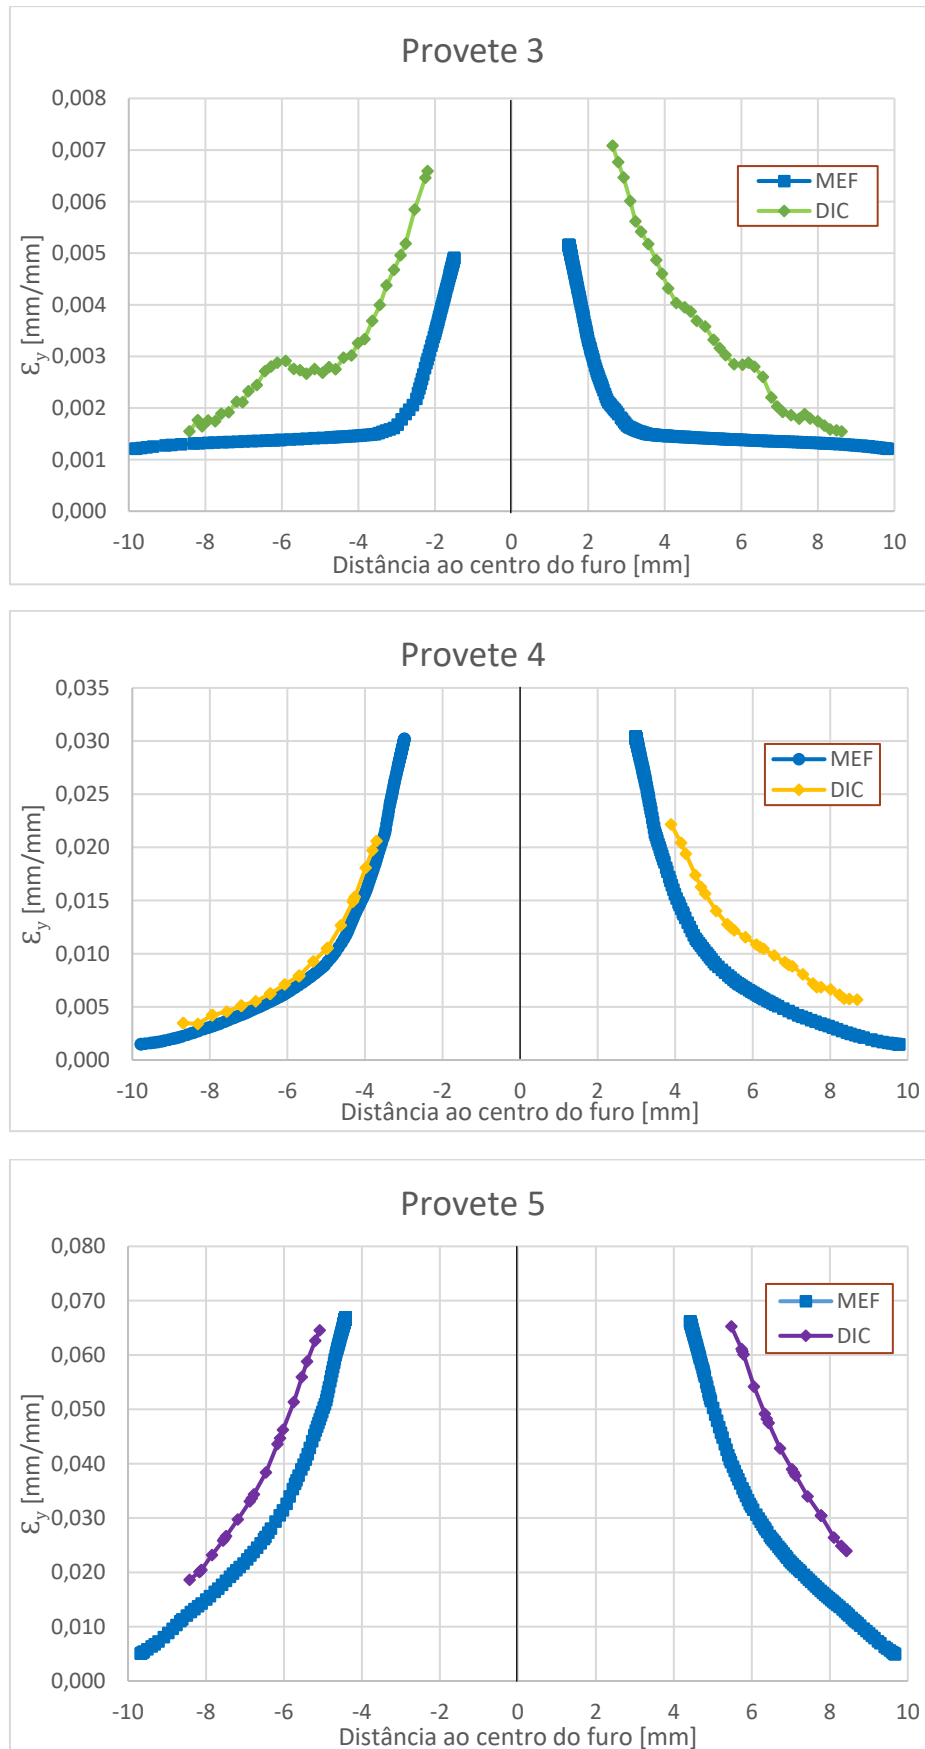 Provete 3
0,008
0,007
0,006
0,005
0,004
0,003
0,002
0,001
0,000
Ɛy [mm/mm]
MEF
DIC
-10 -8 -6 -4 -2 0 2 4 6 8 10
Distância ao centro do furo [mm]
Provete 4
0,035
0,030
0,025
0,020
0,015
0,010
0,005
0,000
Ɛy [mm/mm]
MEF
DIC
-10 -8 -6 -4 -2 0 2 4 6 8 10
Distância ao centro do furo [mm]
Provete 5
0,080
0,070
0,060
0,050
0,040
0,030
0,020
0,010
0,000
Ɛy [mm/mm]
MEF
DIC
-10 -8 -6 -4 -2 0 2 4 6 8 10
Distância ao centro do furo [mm]